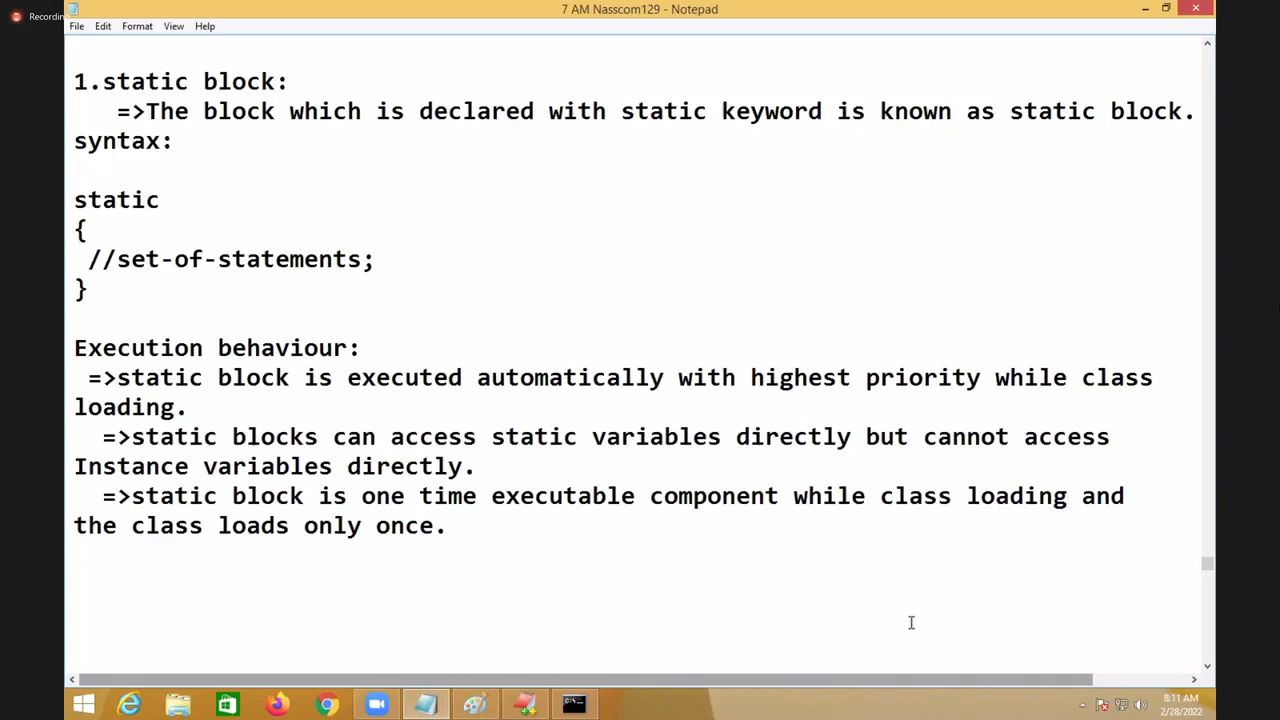 Recording
7 AM Nasscom129 - Notepad
File Edit Format View Help
1.static block:
=>The block which is declared with static keyword is known as static block.
syntax:
static
{
//set-of-statements;
}
Execution behaviour:
=>static block is executed automatically with highest priority while class
loading.
=>static blocks can access static variables directly but cannot access
Instance variables directly.
=>static block is one time executable component while class loading and
the class loads only once.
8:11 AM
2/28/2022